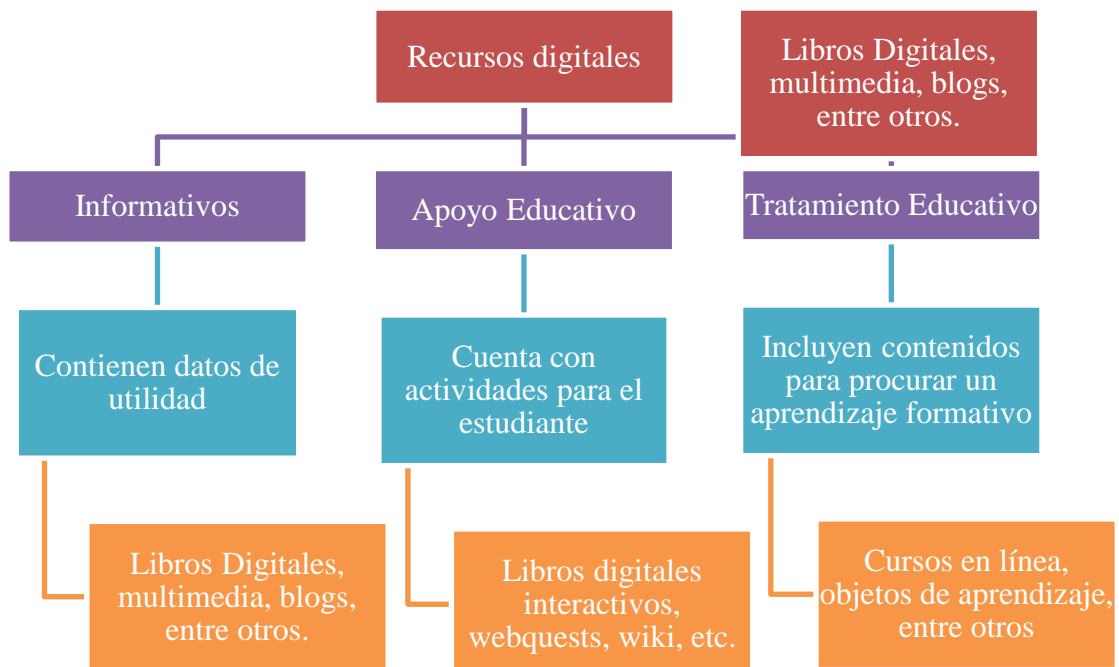 Recursos digitales
Libros Digitales,
multimedia, blogs,
entre otros.
Informativos
Apoyo Educativo
Tratamiento Educativo
Contienen datos de
utilidad
Cuenta con
actividades para el
estudiante
Incluyen contenidos
para procurar un
aprendizaje formativo
Libros Digitales,
multimedia, blogs,
entre otros.
Libros digitales
interactivos,
webquests, wiki, etc.
Cursos en línea,
objetos de aprendizaje,
entre otros